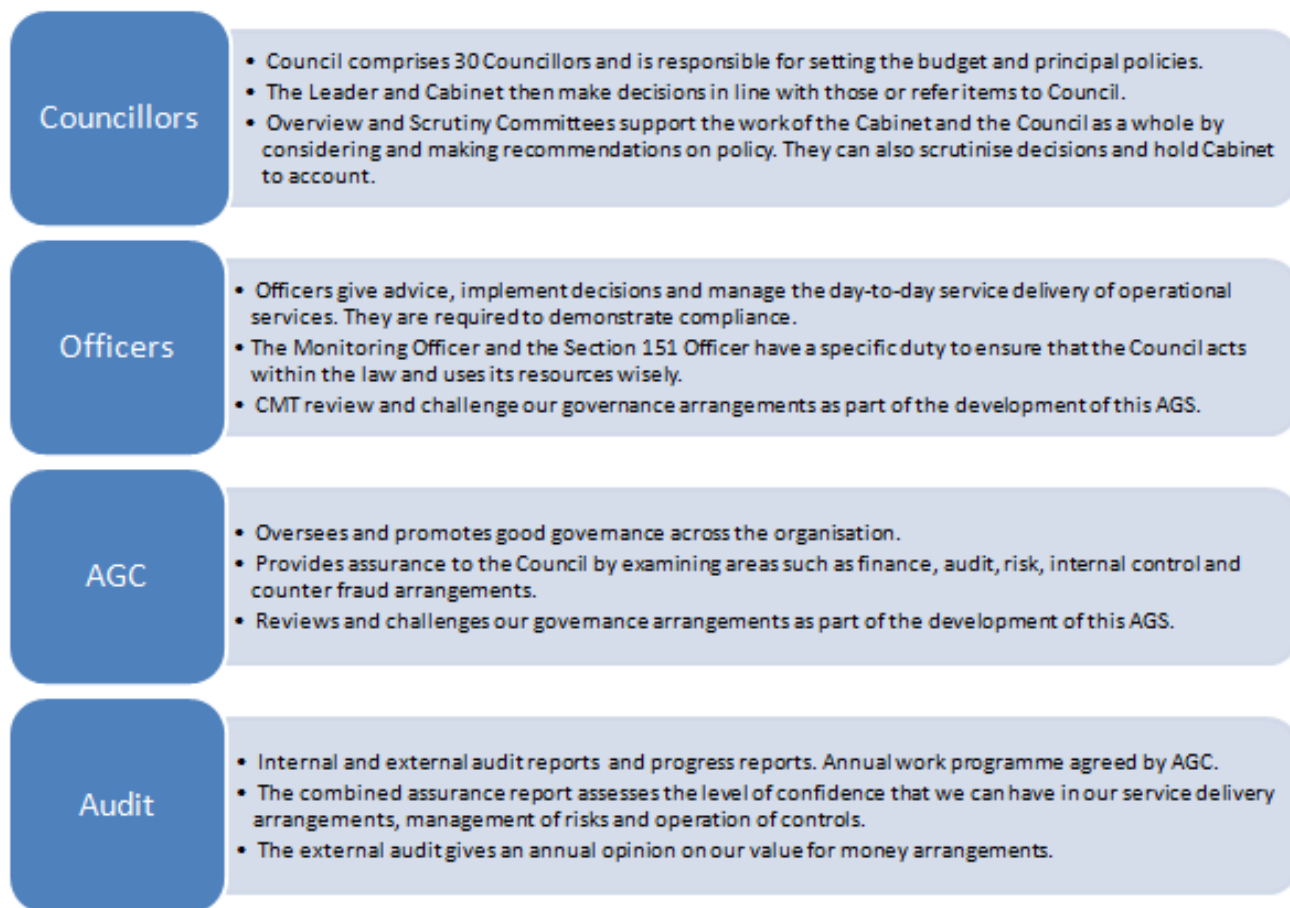 Councillors
• Council comprises 30 Councillors and is responsible for setting the budget and principal policies.
• The Leader and Cabinet then make decisions in line with those or refer items to Council.
• Overview and Scrutiny Committees support the work of the Cabinet and the Council as a whole by
considering and making recommendations on policy. They can also scrutinise decisions and hold Cabinet
to account.
Officers
• Officers give advice, implement decisions and manage the day-to-day service delivery of operational
services. They are required to demonstrate compliance.
• The Monitoring Officer and the Section 151 Officer have a specific duty to ensure that the Council acts
within the law and uses its resources wisely.
• CMT review and challenge our governance arrangements as part of the development of this AGS.
AGC
• Oversees and promotes good governance across the organisation.
• Provides assurance to the Council by examining areas such as finance, audit, risk, internal control and
counter fraud arrangements.
• Reviews and challenges our governance arrangements as part of the development of this AGS.
Audit
• Internal and external audit reports and progress reports. Annual work programme agreed by AGC.
• The combined assurance report assesses the level of confidence that we can have in our service delivery
arrangements, management of risks and operation of controls.
• The external audit gives an annual opinion on our value for money arrangements.